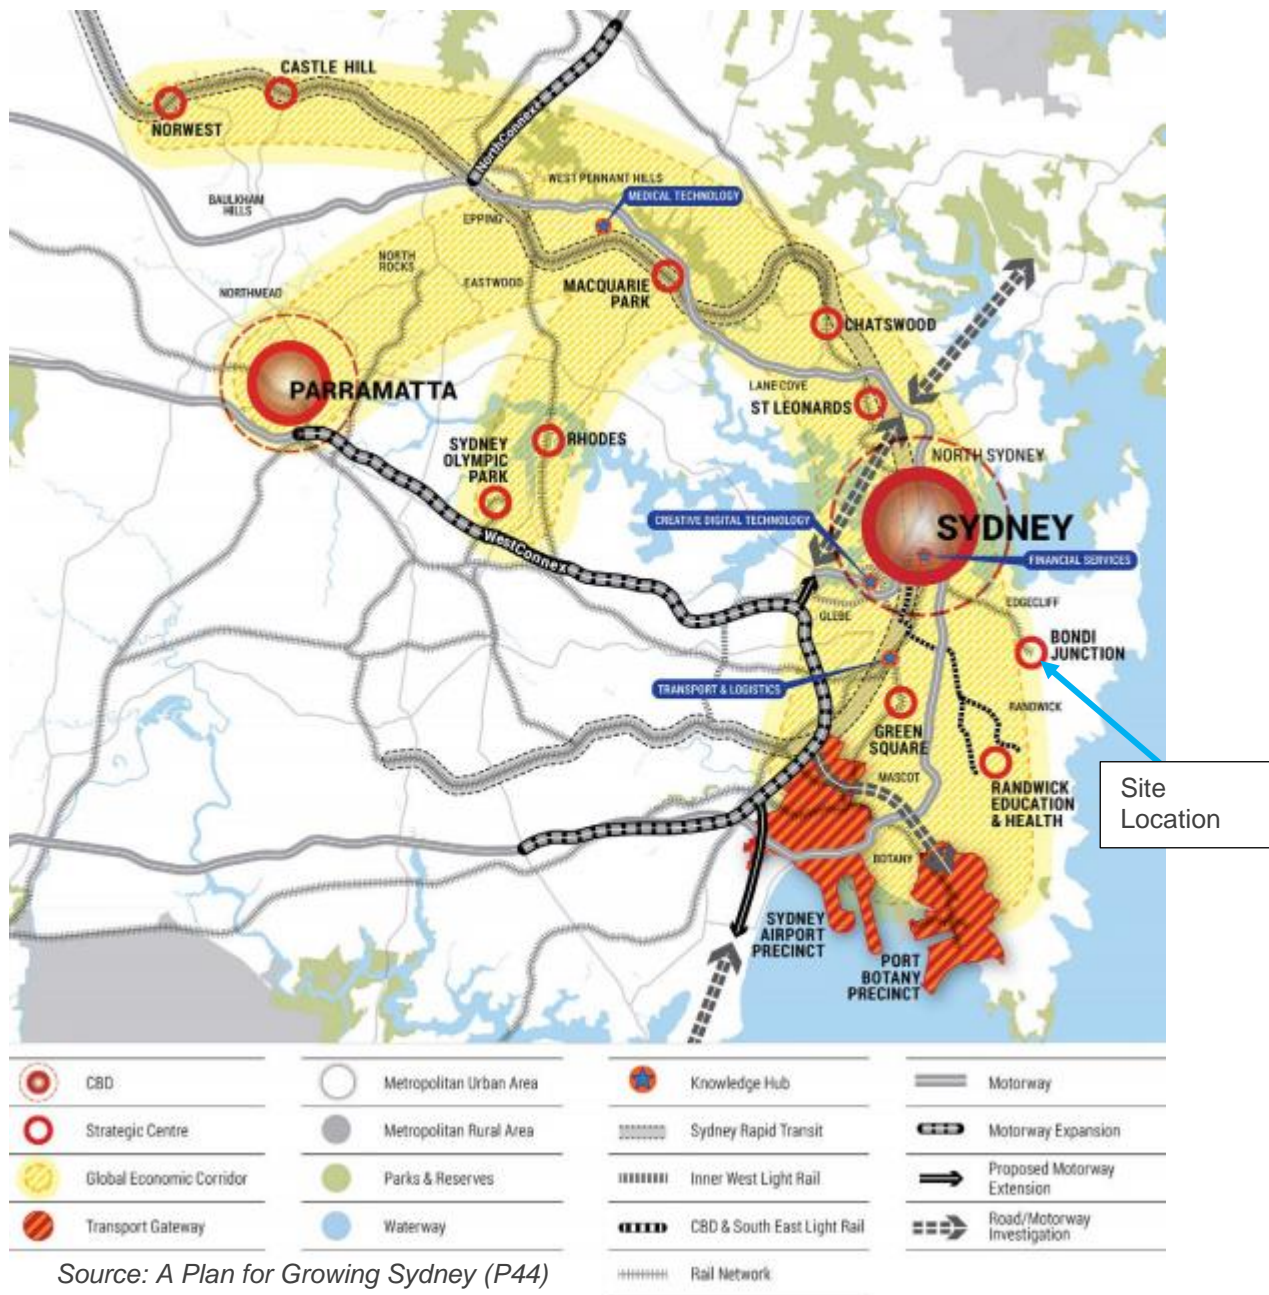 CASTLE HILL
NORWEST
NorthConnex
WEST PENNANT HILLS
MEDICAL TECHNOLOGY
BAULKHAM
HILLS
EPPING
NORTH
ROCKS
EASTWOOD
NORTHMEAD
MACQUARIE
PARK
CHATSWOOD
PARRAMATTA
LANE COVE
ST LEONARDS
SYDNEY
OLYMPIC
PARK
RHODES
NORTH SYDNEY
CREATIVE DIGITAL TECHNOLOGY
SYDNEY
WestConnex
FINANCIAL SERVICES
EDGECLIFF
GLEBE
BONDI
JUNCTION
TRANSPORT & LOGISTICS
RANDWICK
GREEN
SQUARE
MASCOT
RANDWICK
EDUCATION
& HEALTH
Site
Location
BOTANY
SYDNEY
AIRPORT
PRECINCT
PORT
BOTANY
PRECINCT
CBD
Metropolitan Urban Area
Knowledge Hub
Motorway
Strategic Centre
Metropolitan Rural Area
Sydney Rapid Transit
Motorway Expansion
Global Economic Corridor
Parks & Reserves
Inner West Light Rail
Proposed Motorway
Extension
Transport Gateway
Waterway
CBD & South East Light Rail
Road/Motorway
Investigation
Rail Network
Source: A Plan for Growing Sydney (P44)